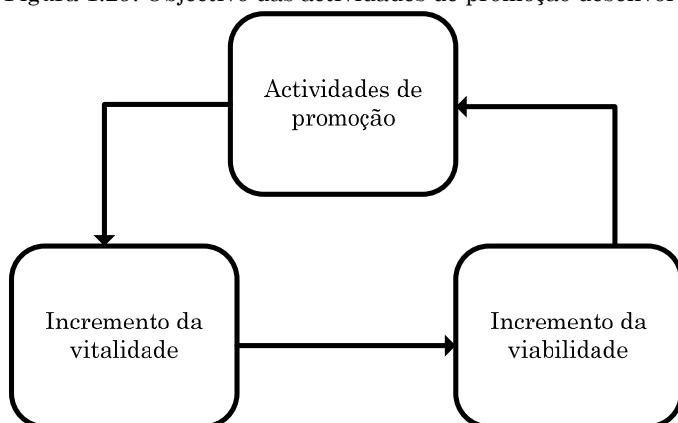 Actividades de
promoção
Incremento da
vitalidade
Incremento da
viabilidade